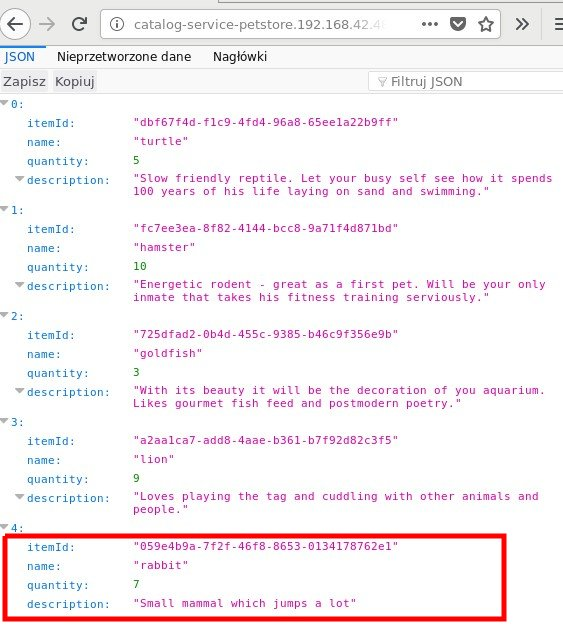 catalog-service-petstore.192.168.42.4
JSON Nieprzetworzone dane Nagłówki
Zapisz Kopiuj Filtruj JSON
0:
itemId: "dbf67f4d-f1c9-4fd4-96a8-65ee1a22b9ff"
name: "turtle"
quantity: 5
description: "Slow friendly reptile. Let your busy self see how it spends
100 years of his life laying on sand and swimming."
1:
itemId: "fc7ee3ea-8f82-4144-bcc8-9a71f4d871bd"
name: "hamster"
quantity: 10
description: "Energetic rodent - great as a first pet. Will be your only
inmate that takes his fitness training serviously."
2:
itemId: "725dfad2-0b4d-455c-9385-b46c9f356e9b"
name: "goldfish"
quantity: 3
description: "With its beauty it will be the decoration of you aquarium.
Likes gourmet fish feed and postmodern poetry."
3:
itemId: "a2aa1ca7-add8-4aae-b361-b7f92d82c3f5"
name: "lion"
quantity: 9
description: "Loves playing the tag and cuddling with other animals and
people."
4:
itemId: "059e4b9a-7f2f-46f8-8653-0134178762e1"
name: "rabbit"
quantity: 7
description: "Small mammal which jumps a lot"